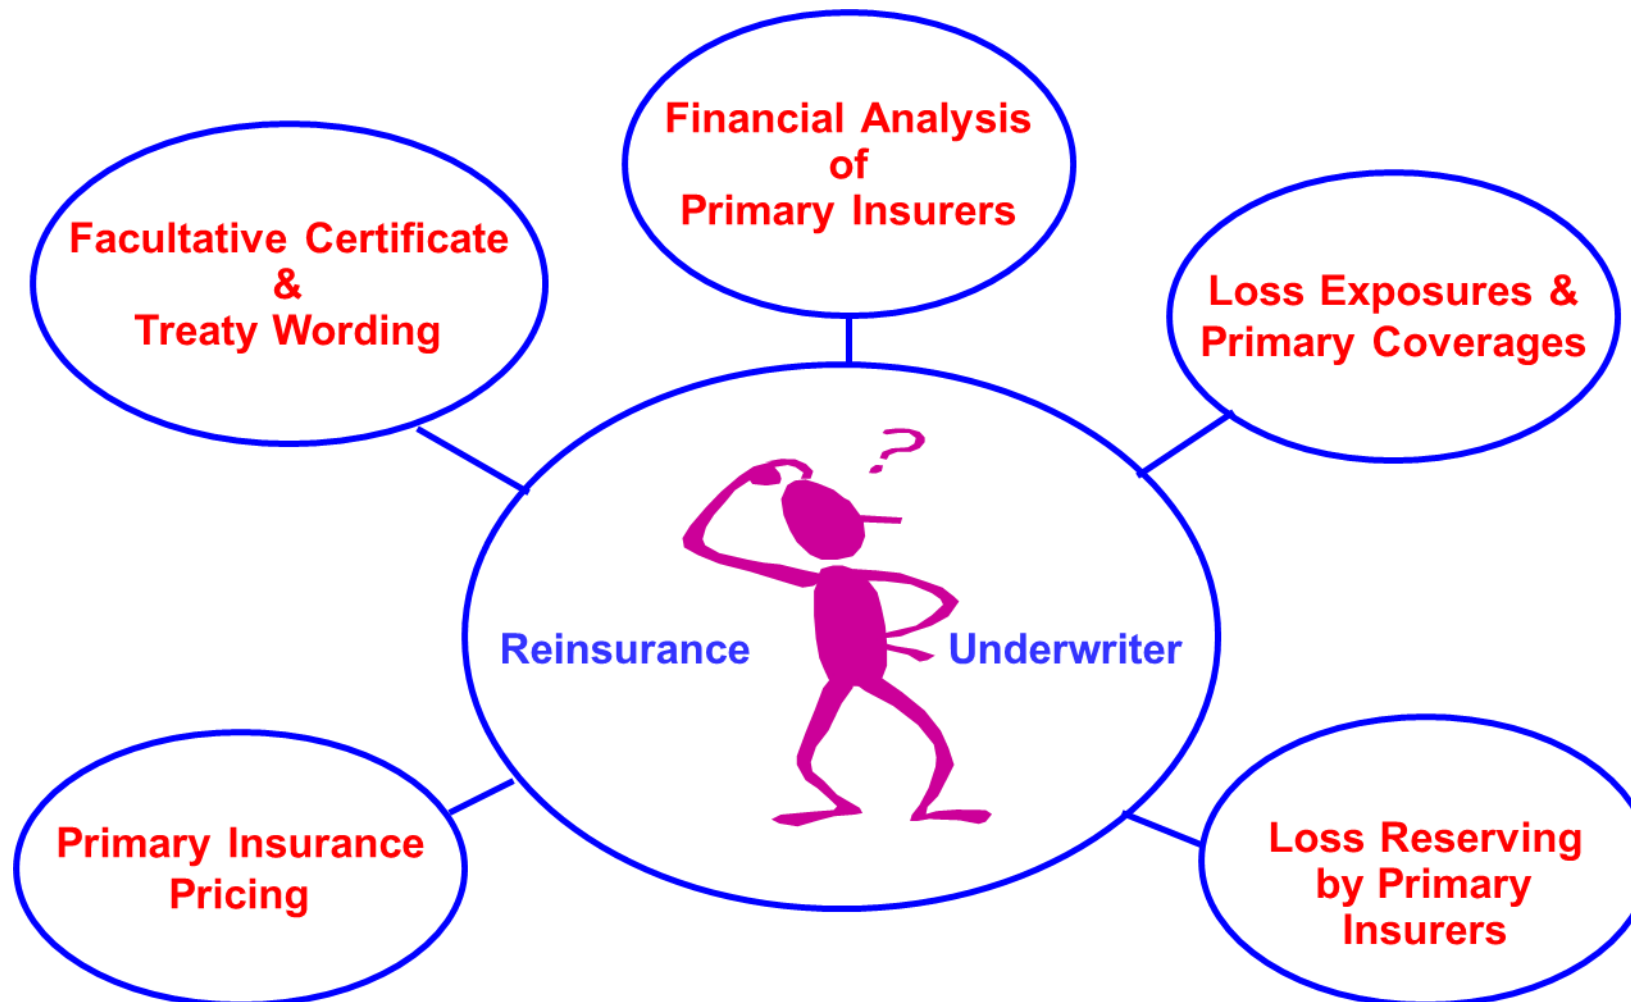 Financial Analysis
of
Primary Insurers
Facultative Certificate
&
Treaty Wording
Loss Exposures &
Primary Coverages
?
Reinsurance
Underwriter
Primary Insurance
Pricing
Loss Reserving
by Primary
Insurers